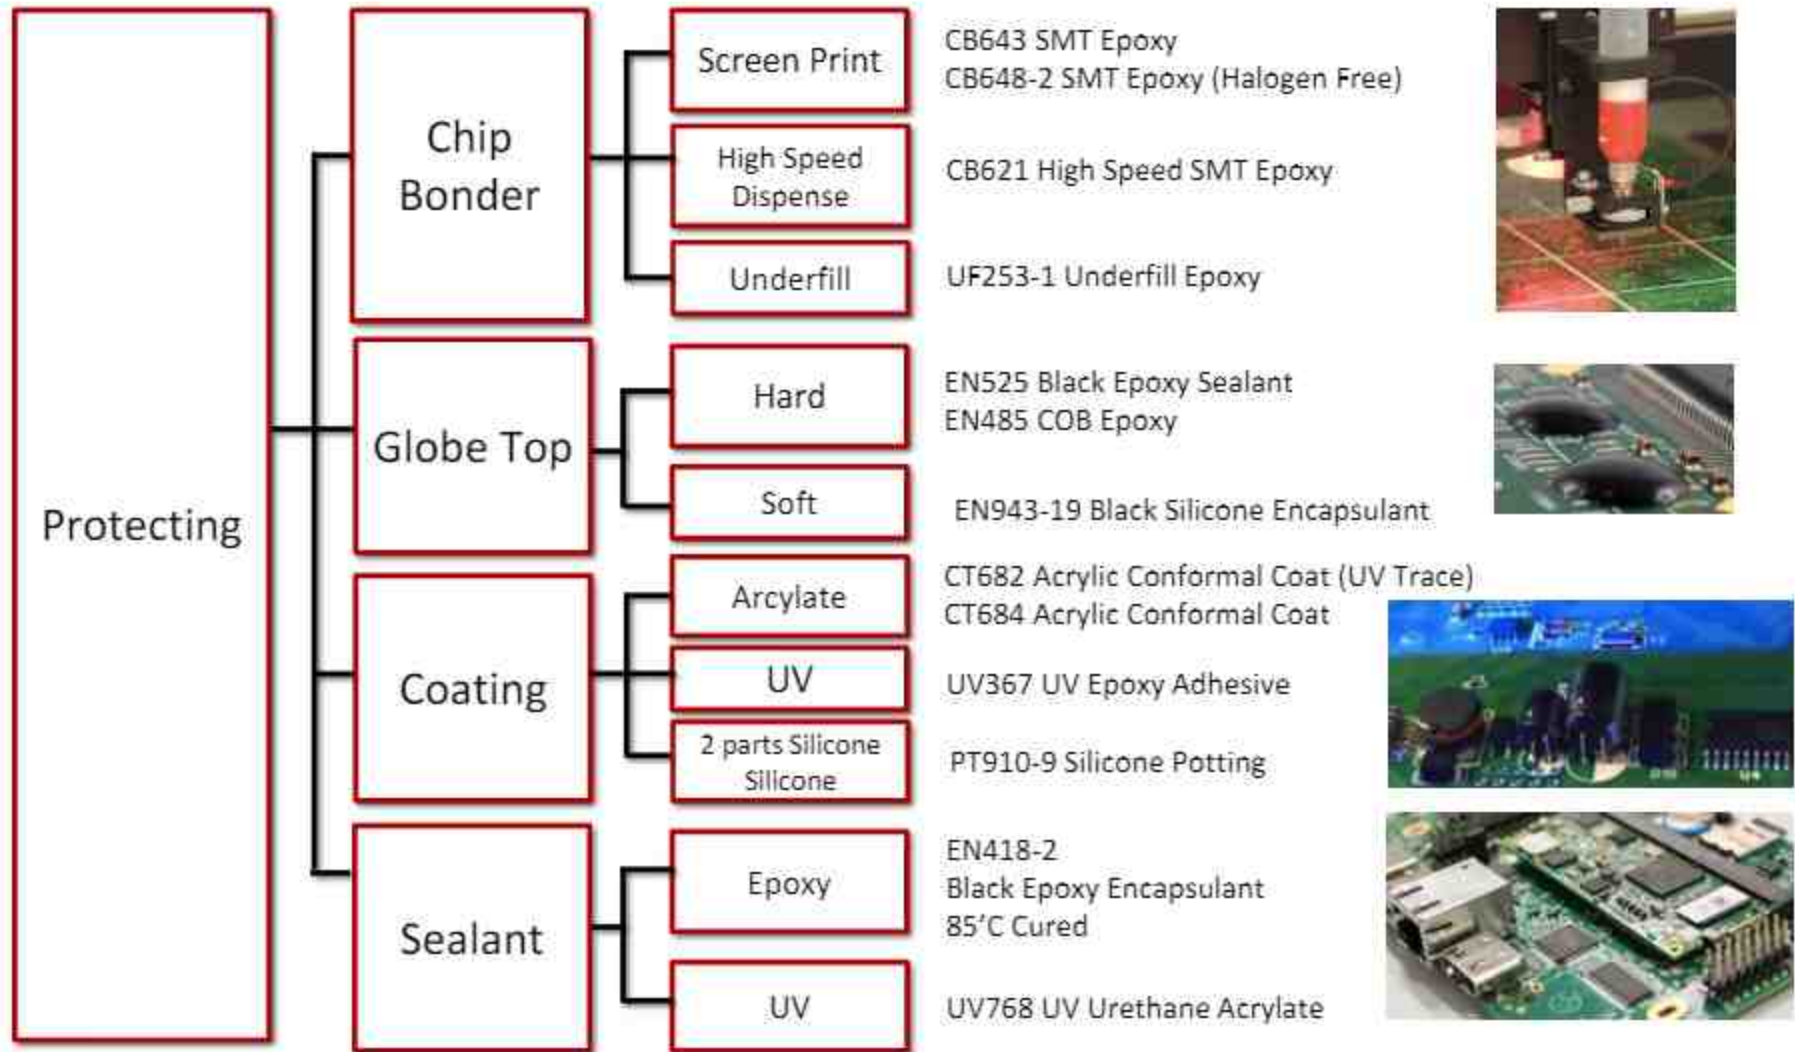 Protecting
Chip
Bonder
Screen Print
CB643 SMT Epoxy
CB648-2 SMT Epoxy (Halogen Free)
High Speed
Dispense
CB621 High Speed SMT Epoxy
Underfill
UF253-1 Underfill Epoxy
Globe Top
Hard
EN525 Black Epoxy Sealant
EN485 COB Epoxy
Soft
EN943-19 Black Silicone Encapsulant
Coating
Arcylate
CT682 Acrylic Conformal Coat (UV Trace)
CT684 Acrylic Conformal Coat
UV
UV367 UV Epoxy Adhesive
2 parts Silicone
Silicone
PT910-9 Silicone Potting
Sealant
Epoxy
EN418-2
Black Epoxy Encapsulant
85'C Cured
UV
UV768 UV Urethane Acrylate